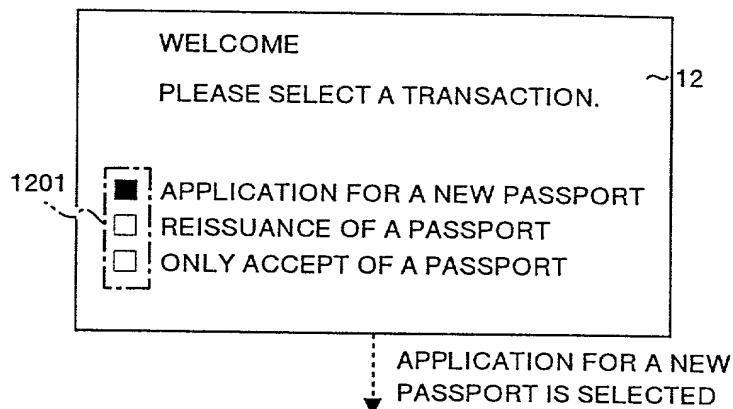 WELCOME
PLEASE SELECT A TRANSACTION.
12
1201
APPLICATION FOR A NEW PASSPORT
REISSUANCE OF A PASSPORT
ONLY ACCEPT OF A PASSPORT
APPLICATION FOR A NEW
PASSPORT IS SELECTED